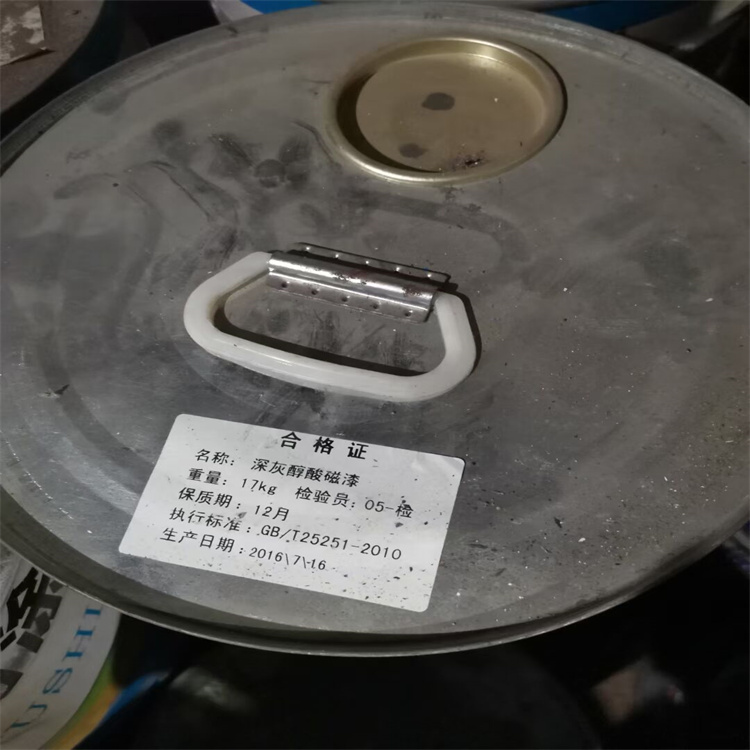 合格证
名称：深灰醇酸磁漆
重量：17kg 检验员：05-检
保质期：12月
执行标准：GB/T25251-2010
生产日期：2016\7\16